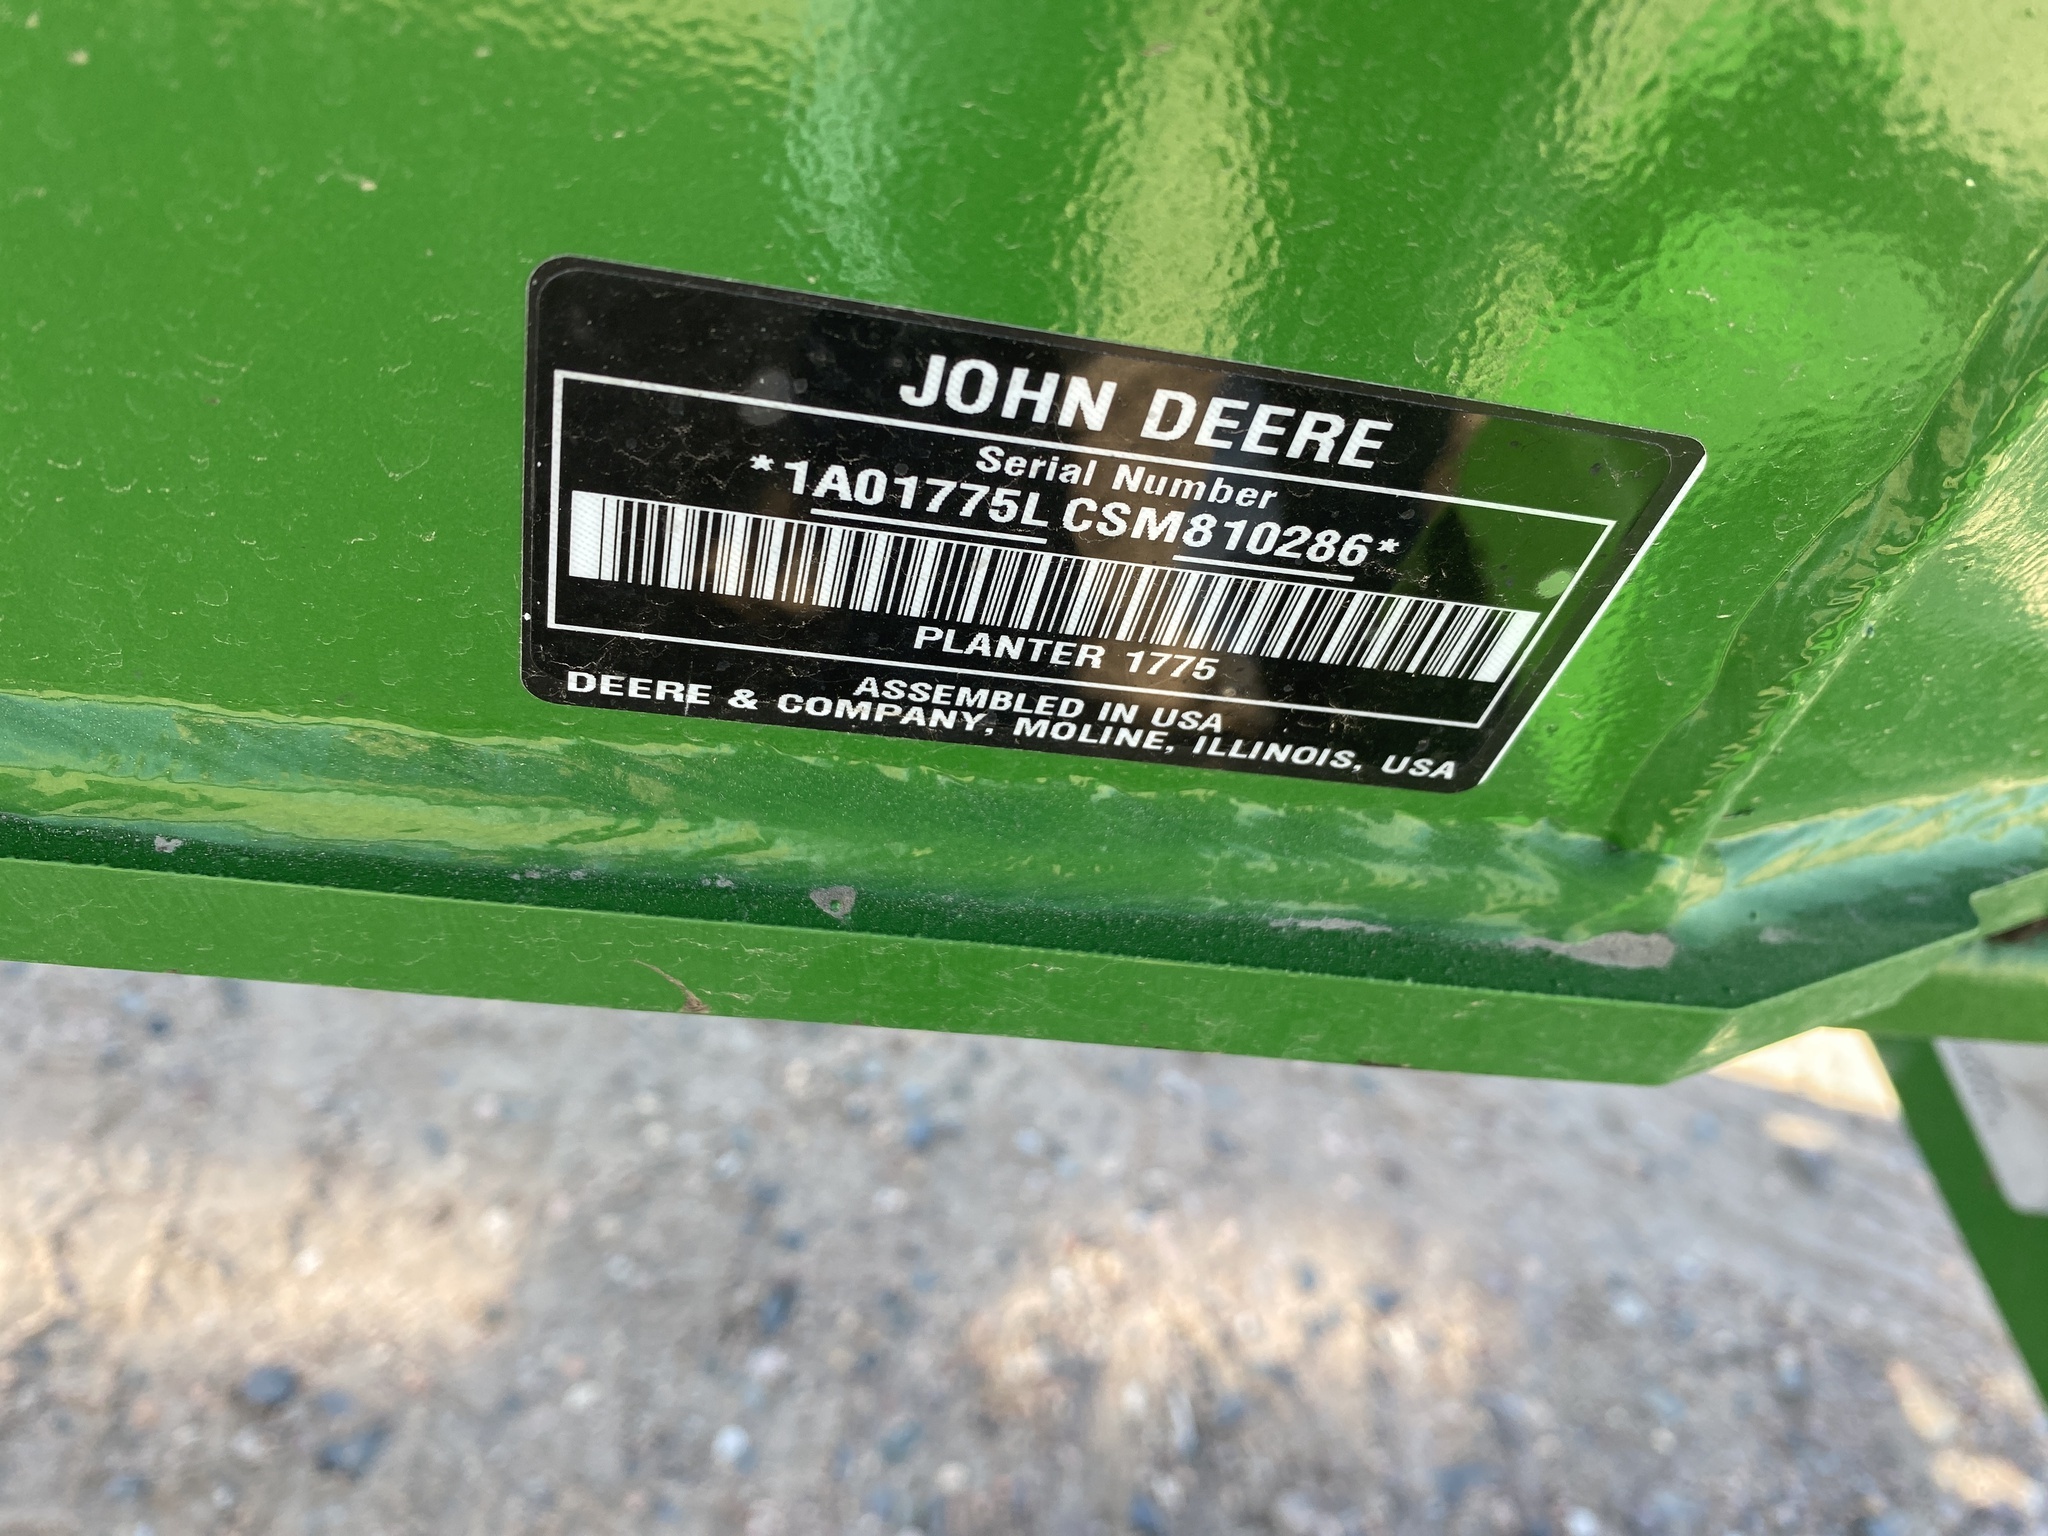 JOHN DEERE
Serial Number
*1A01775LCSM810286*
PLANTER 1775
ASSEMBLED IN USA
DEERE & COMPANY, MOLINE, ILLINOIS, USA